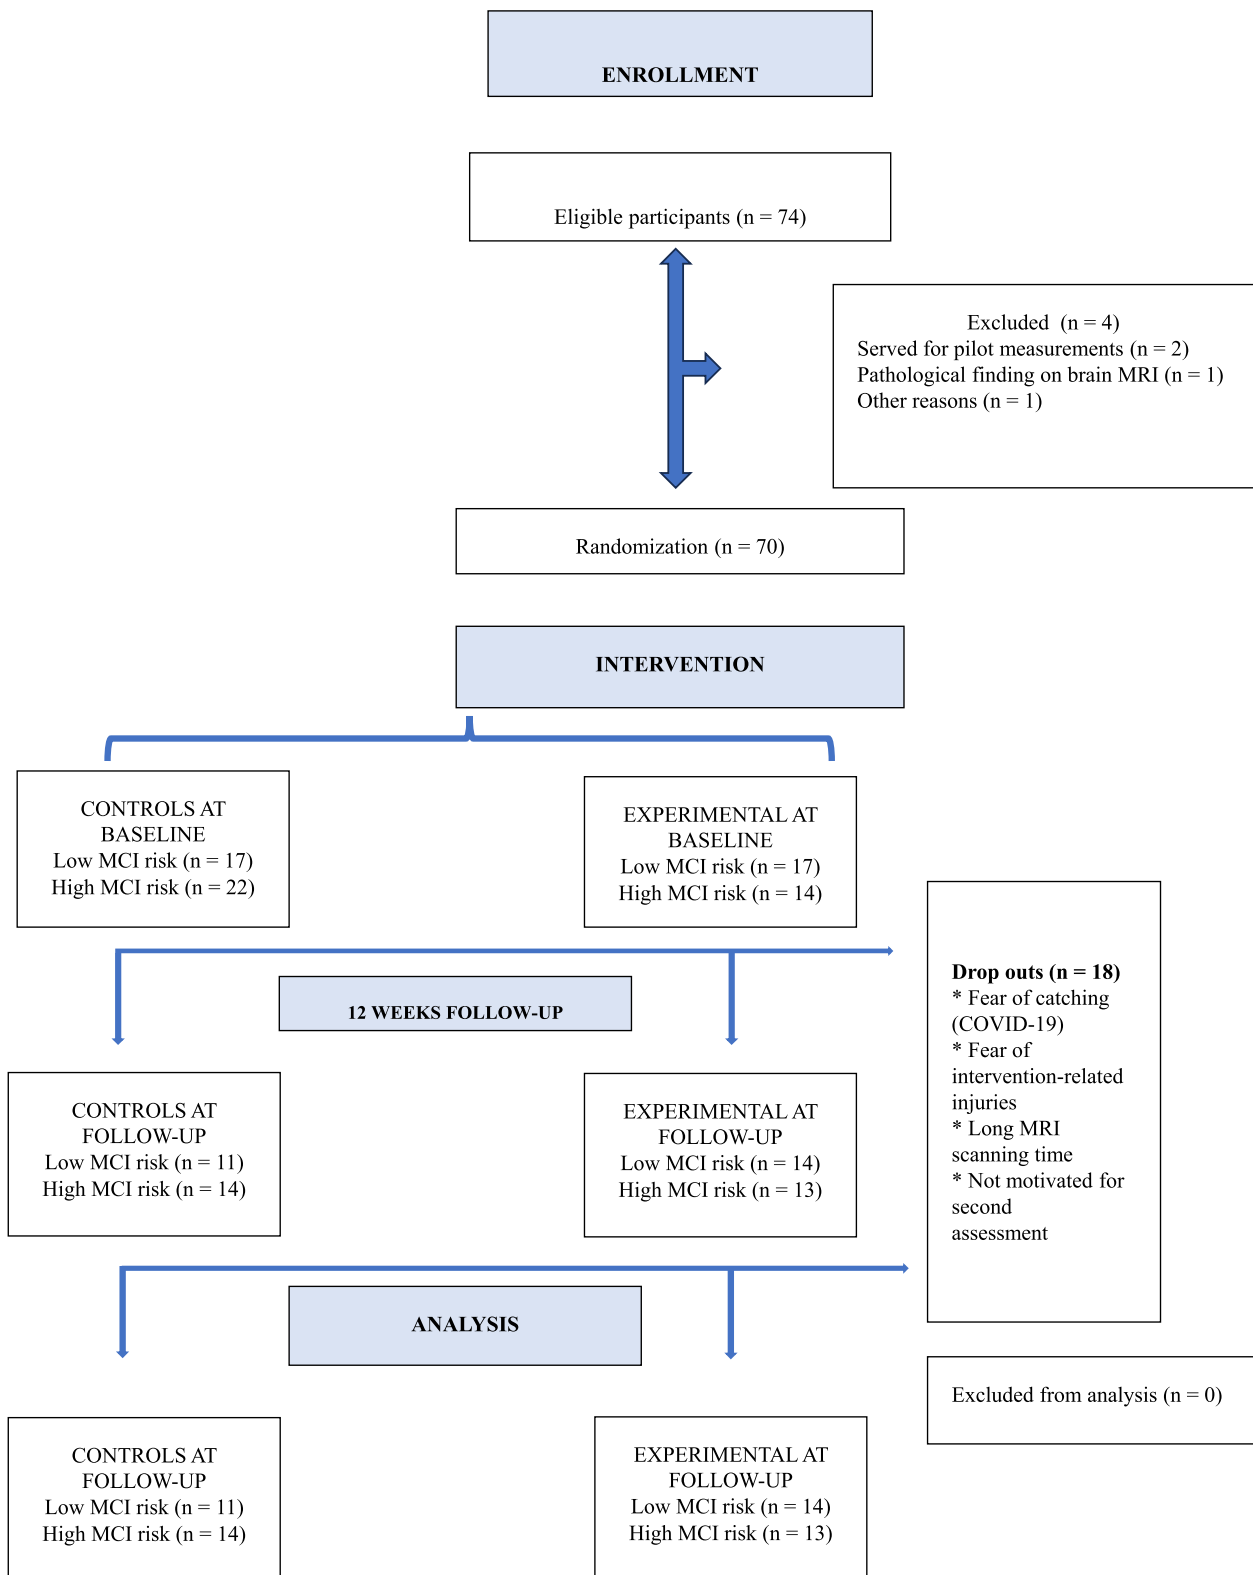 ENROLLMENT
Eligible participants (n = 74)
Excluded  (n = 4)
Served for pilot measurements (n = 2)
Pathological finding on brain MRI (n = 1)
Other reasons (n = 1)
Randomization (n = 70)
INTERVENTION
CONTROLS AT
BASELINE
Low MCI risk (n = 17)
High MCI risk (n = 22)
EXPERIMENTAL AT
BASELINE
Low MCI risk (n = 17)
High MCI risk (n = 14)
Drop outs (n = 18)
* Fear of catching
(COVID-19)
* Fear of
intervention-related
injuries
* Long MRI
scanning time
* Not motivated for
second
assessment
12 WEEKS FOLLOW-UP
CONTROLS AT
FOLLOW-UP
Low MCI risk (n = 11)
High MCI risk (n = 14)
EXPERIMENTAL AT
FOLLOW-UP
Low MCI risk (n = 14)
High MCI risk (n = 13)
ANALYSIS
Excluded from analysis (n = 0)
CONTROLS AT
FOLLOW-UP
Low MCI risk (n = 11)
High MCI risk (n = 14)
EXPERIMENTAL AT
FOLLOW-UP
Low MCI risk (n = 14)
High MCI risk (n = 13)